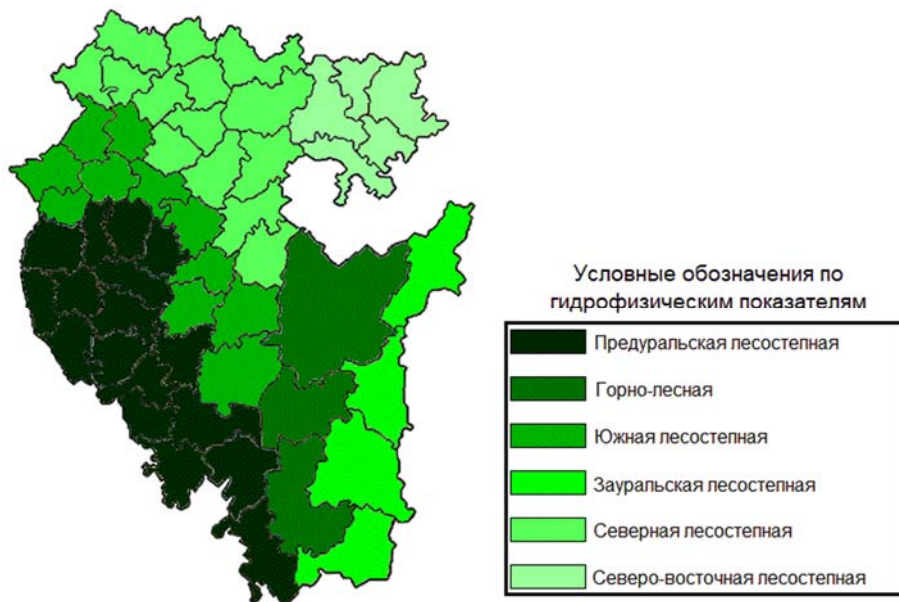 Условные обозначения по
гидрофизическим показателям
Предуральская лесостепная
Горно-лесная
Южная лесостепная
Зауральская лесостепная
Северная лесостепная
Северо-восточная лесостепная